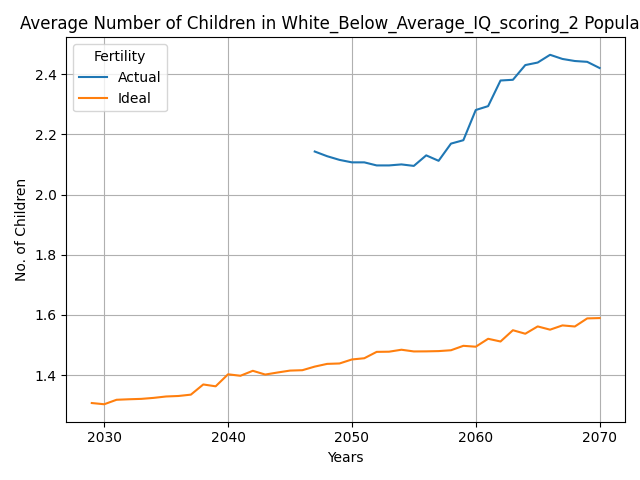 Average Number of Children in White_Below_Average_IQ_scoring_2 Popula
Fertility
Actual
Ideal
No. of Children
2.4
2.2
2.0
1.8
1.6
1.4
2030 2040 2050 2060 2070
Years